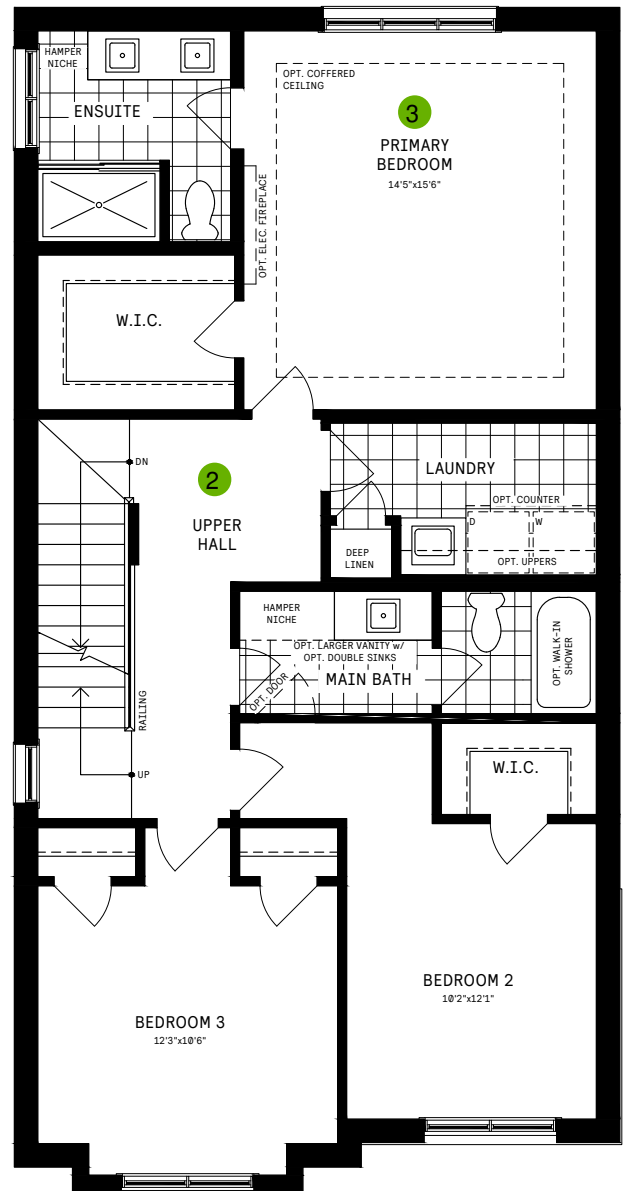 HAMPER
NICHE
ENSUITE
OPT. COFFERED
CEILING
3
PRIMARY
BEDROOM
14'5"x15'6"
OPT. ELEC. FIREPLACE
W.I.C.
DN
2
UPPER
HALL
LAUNDRY
OPT. COUNTER
D
W
OPT. UPPERS
DEEP
LINEN
HAMPER
NICHE
OPT. LARGER VANITY w/
OPT. DOUBLE SINKS
MAIN BATH
OPT. DOOR
OPT. WALK-IN
SHOWER
RAILING
UP
W.I.C.
BEDROOM 2
10'2"x12'1"
BEDROOM 3
12'3"x10'6"